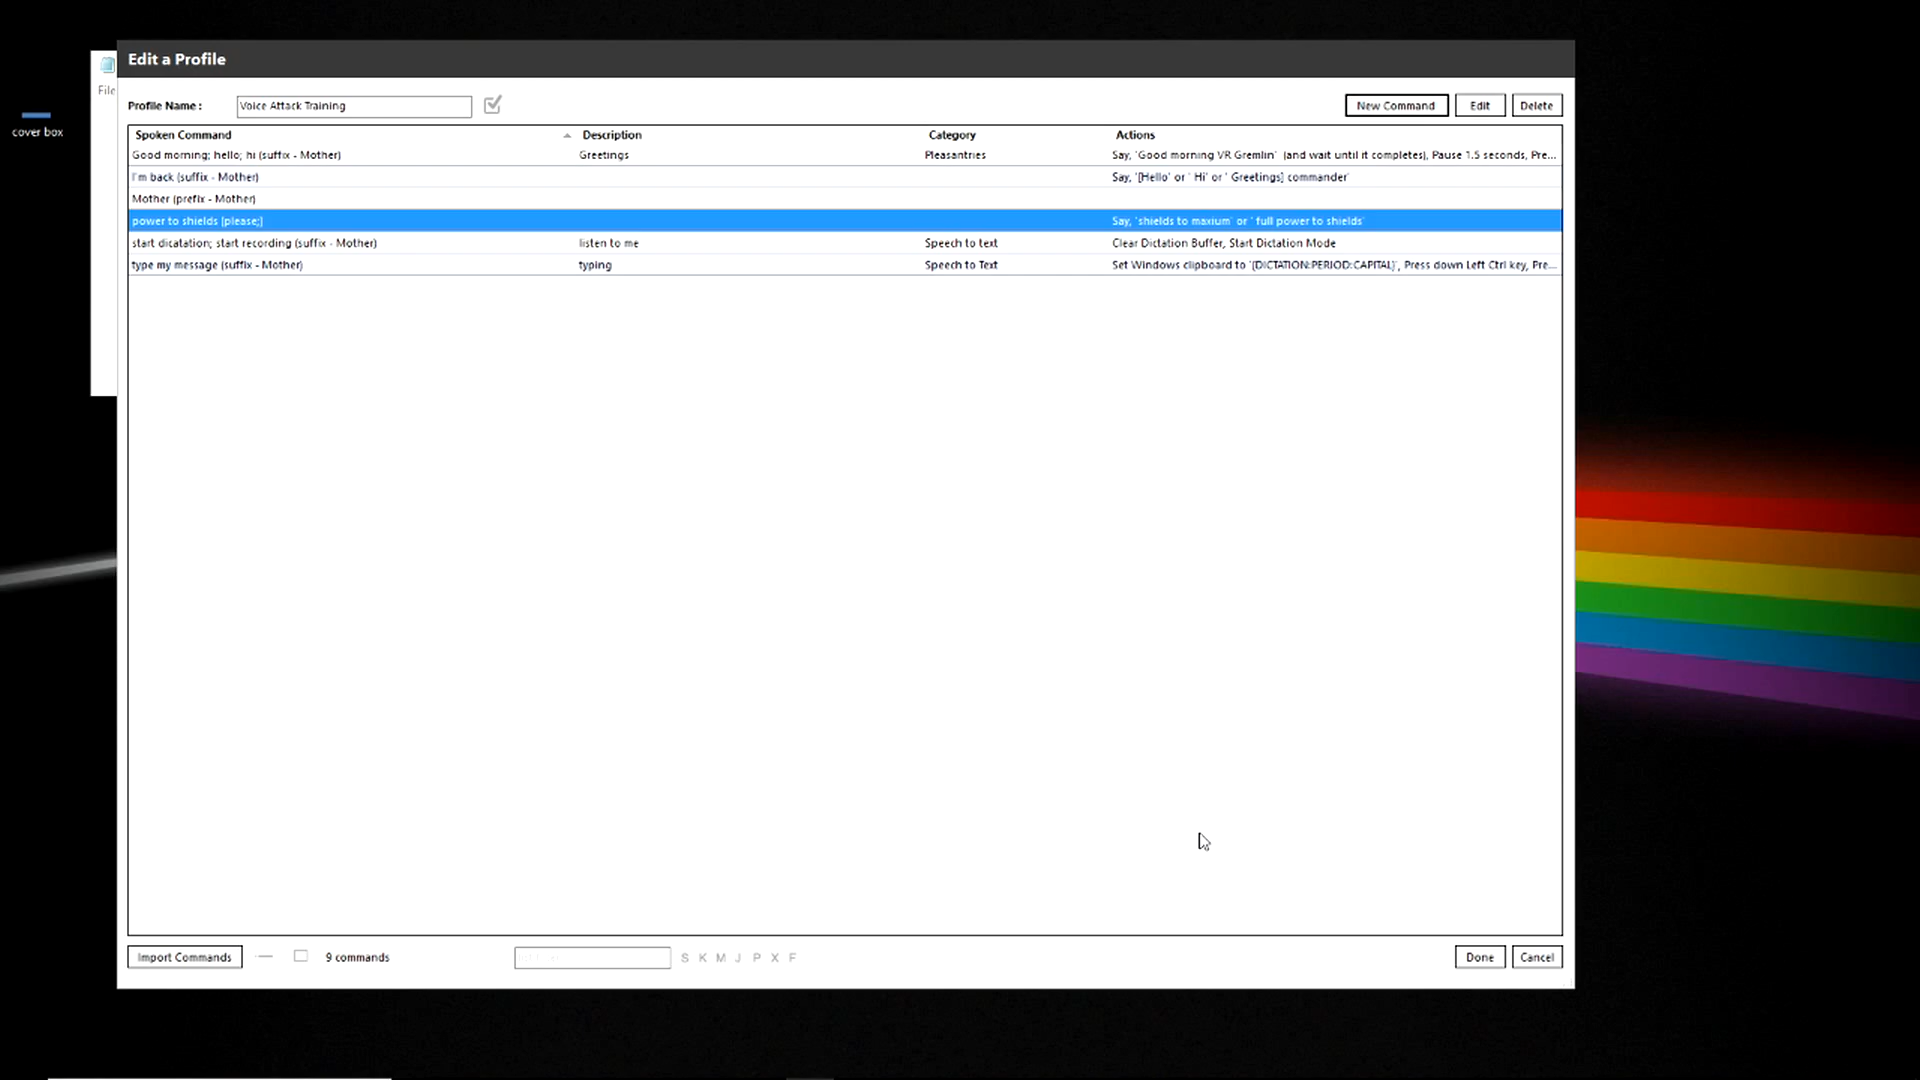 Edit a Profile
File
cover box
Profile Name : Voice Attack Training New Command Edit Delete
Spoken Command Description Category Actions
Good morning; hello; hi (suffix - Mother) Greetings Pleasantries Say, 'Good morning VR Gremlin' (and wait until it completes), Pause 1.5 seconds, Pre...
I'm back (suffix - Mother) Say, '[Hello' or ' Hi' or ' Greetings] commander'
Mother (prefix - Mother)
power to shields [please;] Say, 'shields to maxium' or ' full power to shields'
start dicatation; start recording (suffix - Mother) listen to me Speech to text Clear Dictation Buffer, Start Dictation Mode
type my message (suffix - Mother) typing Speech to Text Set Windows clipboard to '{DICTATION:PERIOD:CAPITAL}', Press down Left Ctrl key, Pre...
Import Commands 9 commands S K M J P X F Done Cancel